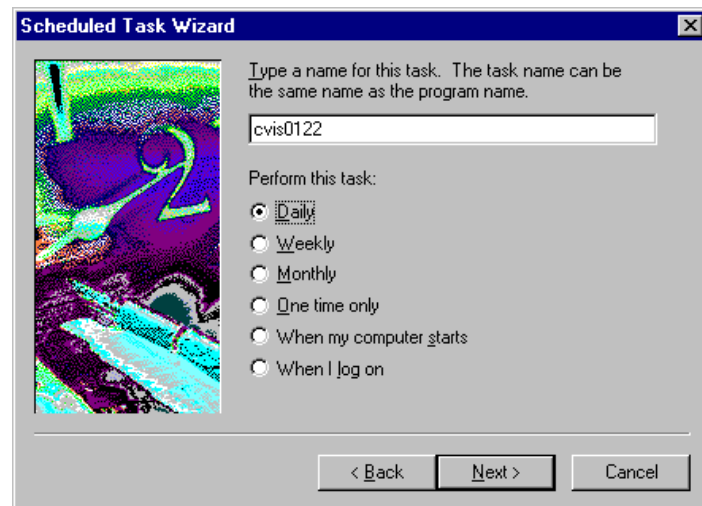 Scheduled Task Wizard
Type a name for this task. The task name can be
the same name as the program name.
cvis0122
Perform this task:
Daily
Weekly
Monthly
One time only
When my computer starts
When I log on
< Back
Next >
Cancel